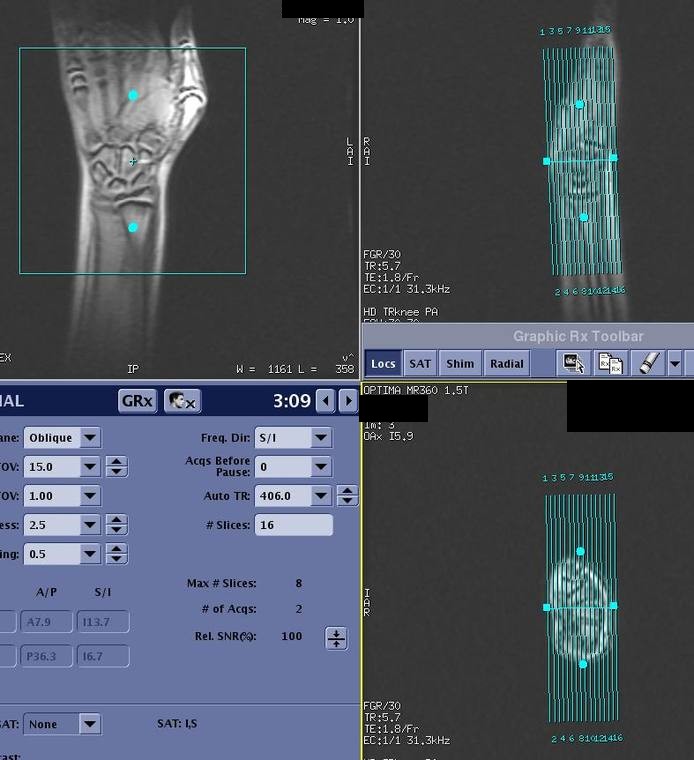 Mag = 1.0
L
A
I
EX
IP
W = 1161 L = 358
1 3 5 7 9 11 13 15
R
A
I
FGR/30
TR:5.7
TE:1.8/Fr
EC:1/1 31.3kHz
HD TRknee PA
2 4 6 8 10 12 14 16
Graphic Rx Toolbar
Locs
SAT
Shim
Radial
IAL
GRx
3:09
ane:
Oblique
Freq. Dir:
S/I
OV:
15.0
Acqs Before
Pause:
0
OV:
1.00
Auto TR:
406.0
ess:
2.5
# Slices:
16
ing:
0.5
A/P
S/I
Max # Slices:
8
A7.9
I13.7
# of Acqs:
2
P36.3
I6.7
Rel. SNR(%):
100
SAT:
None
SAT: I,S
ast:
OPTIMA MR360 1.5T
Im: 3
OAx I5.9
1 3 5 7 9 11 13 15
I
A
R
FGR/30
TR:5.7
TE:1.8/Fr
EC:1/1 31.3kHz
2 4 6 8 10 12 14 16